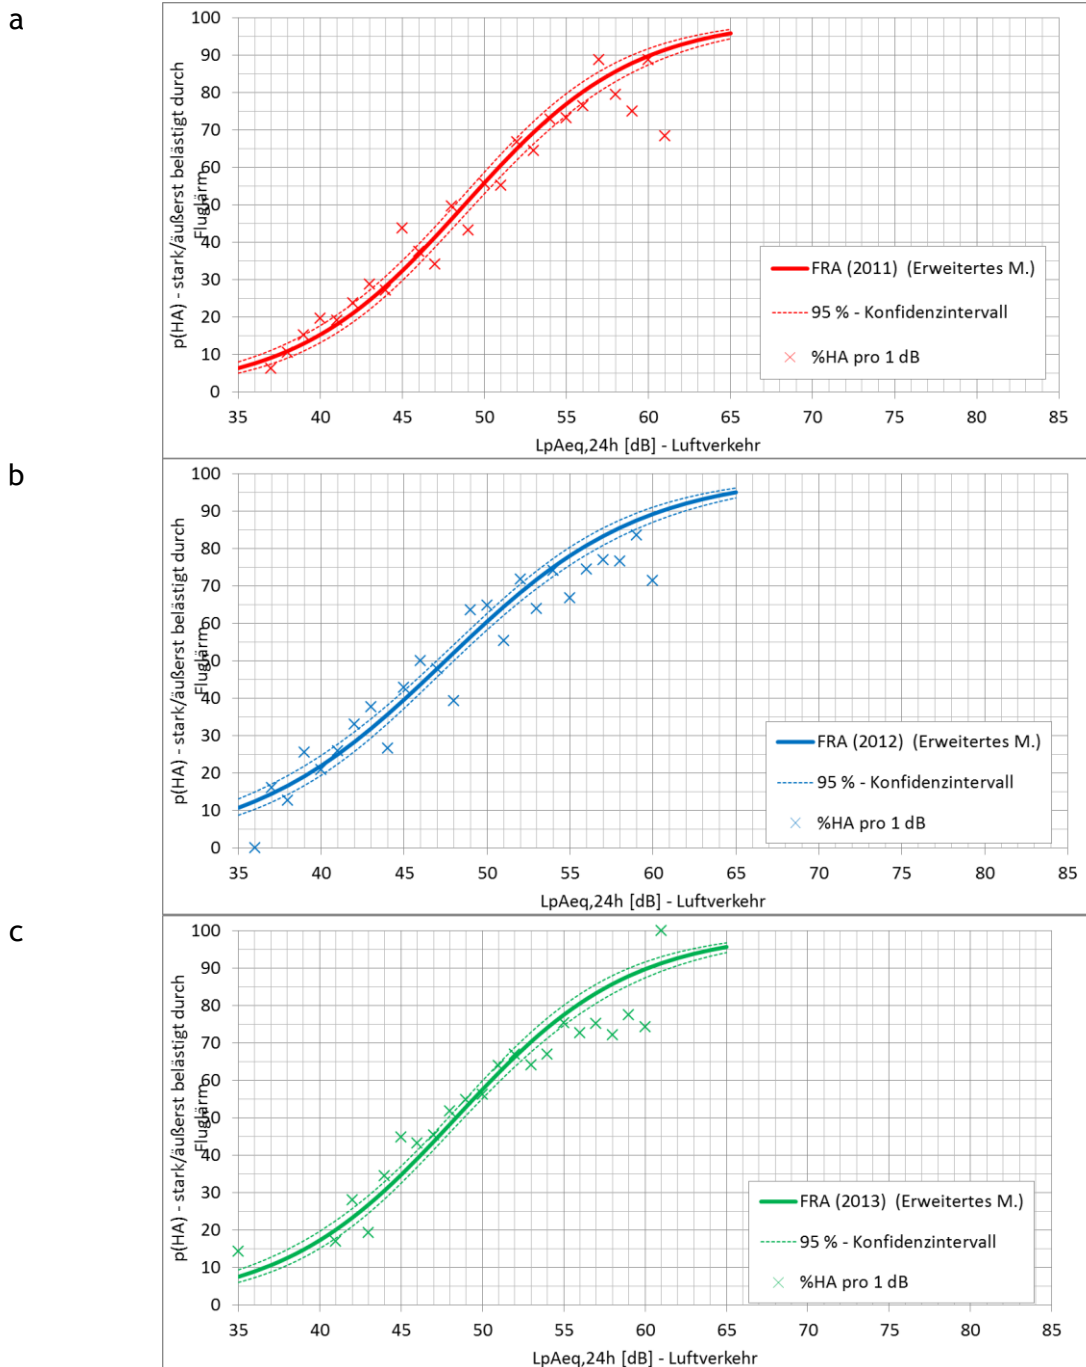 a
100
90
80
70
60
50
40
30
20
10
0
p(HA) - stark/äußerst belästigt durch
Fluglärm
35 40 45 50 55 60 65 70 75 80 85
LpAeq,24h [dB] - Luftverkehr
FRA (2011) (Erweitertes M.)
95 % - Konfidenzintervall
%HA pro 1 dB
b
100
90
80
70
60
50
40
30
20
10
0
p(HA) - stark/äußerst belästigt durch
Fluglärm
35 40 45 50 55 60 65 70 75 80 85
LpAeq,24h [dB] - Luftverkehr
FRA (2012) (Erweitertes M.)
95 % - Konfidenzintervall
%HA pro 1 dB
c
100
90
80
70
60
50
40
30
20
10
0
p(HA) - stark/äußerst belästigt durch
Fluglärm
35 40 45 50 55 60 65 70 75 80 85
LpAeq,24h [dB] - Luftverkehr
FRA (2013) (Erweitertes M.)
95 % - Konfidenzintervall
%HA pro 1 dB